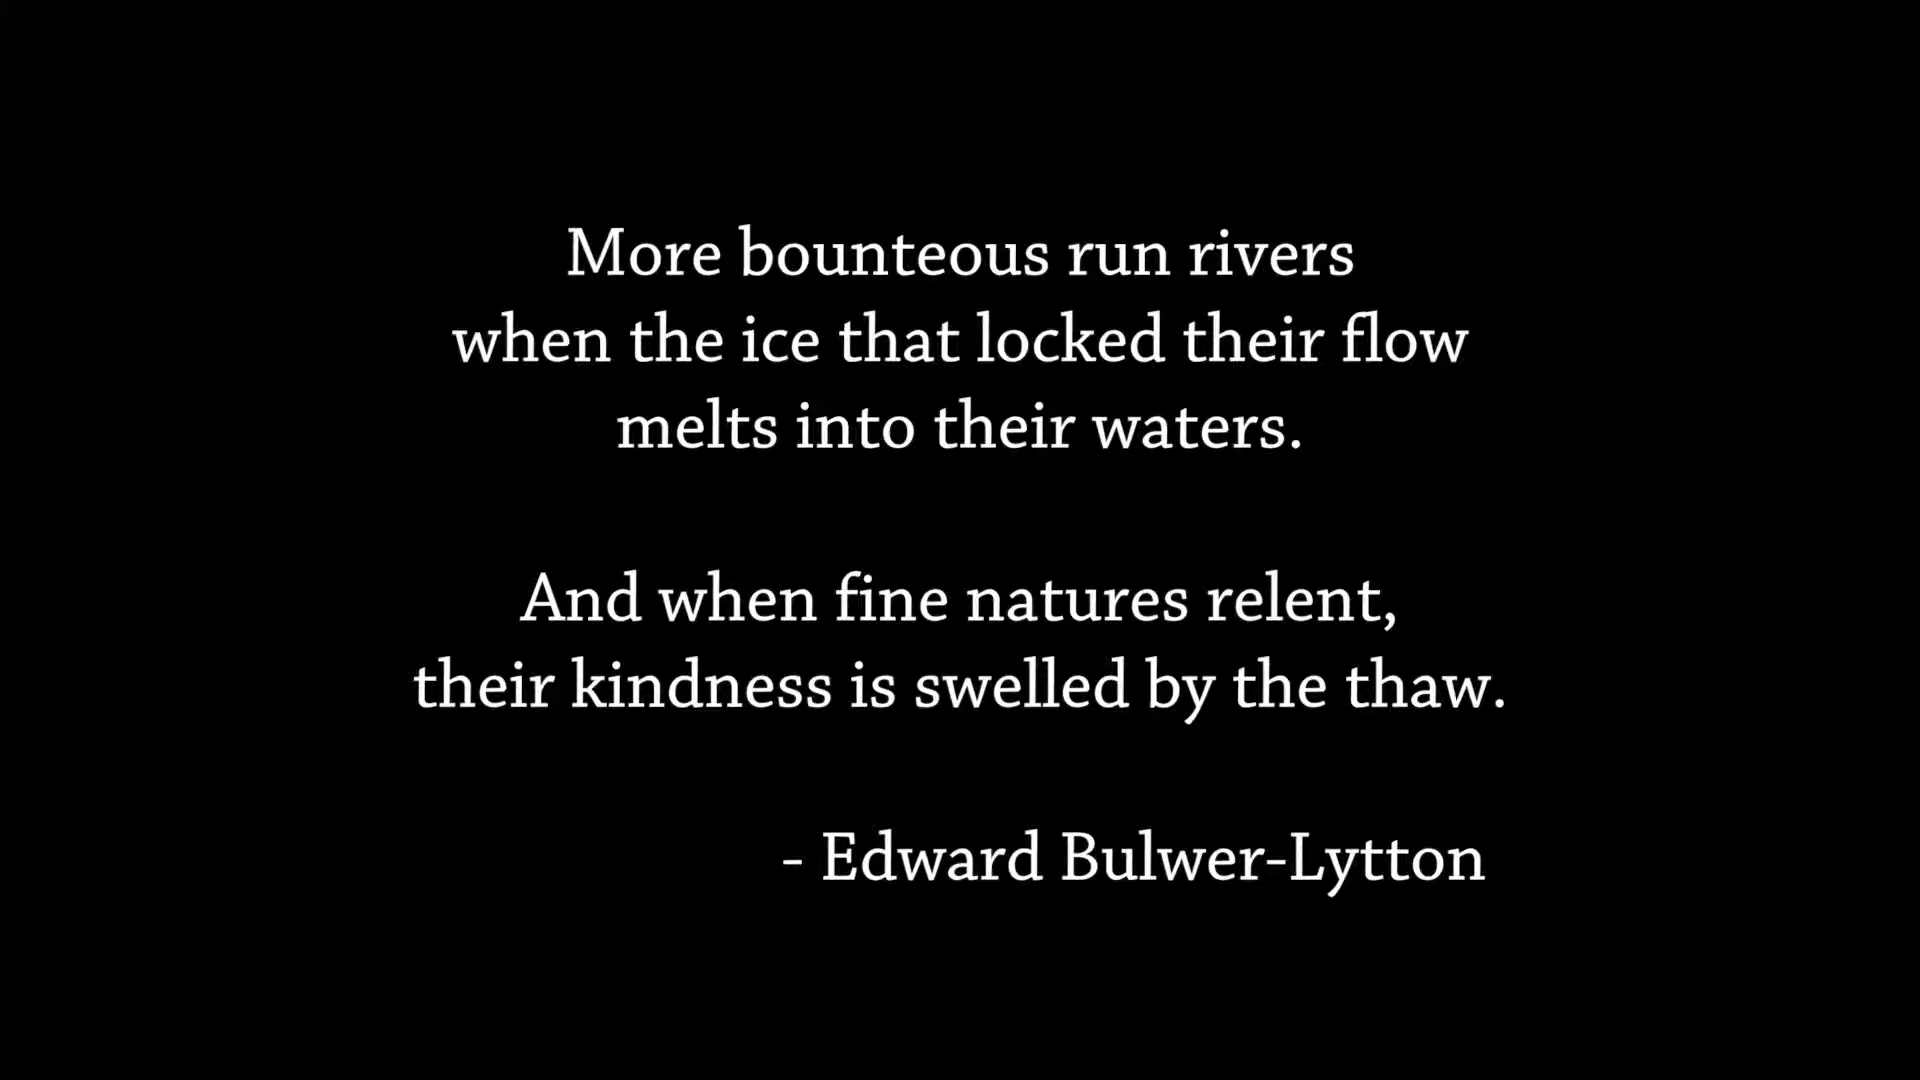 More bounteous run rivers
when the ice that locked their flow
melts into their waters.
And when fine natures relent,
their kindness is swelled by the thaw.
- Edward Bulwer-Lytton